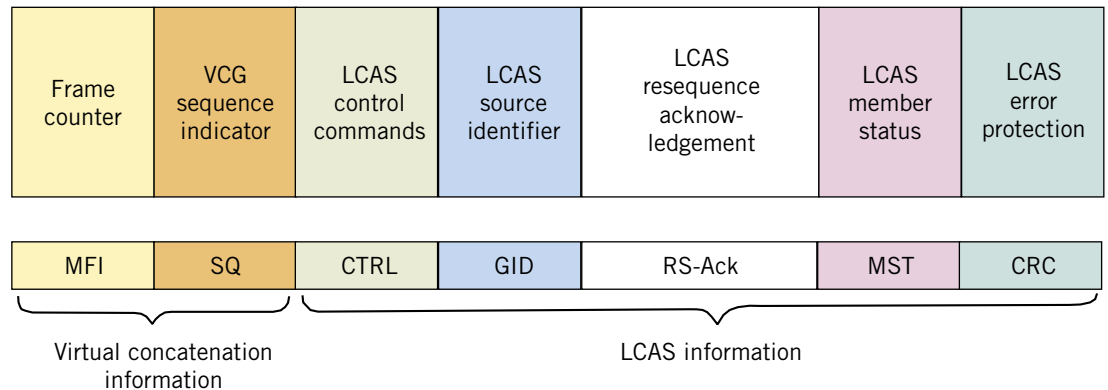 Frame
counter
VCG
sequence
indicator
LCAS
control
commands
LCAS
source
identifier
LCAS
resequence
acknow-
ledgement
LCAS
member
status
LCAS
error
protection
MFI
SQ
CTRL
GID
RS-Ack
MST
CRC
Virtual concatenation
information
LCAS information